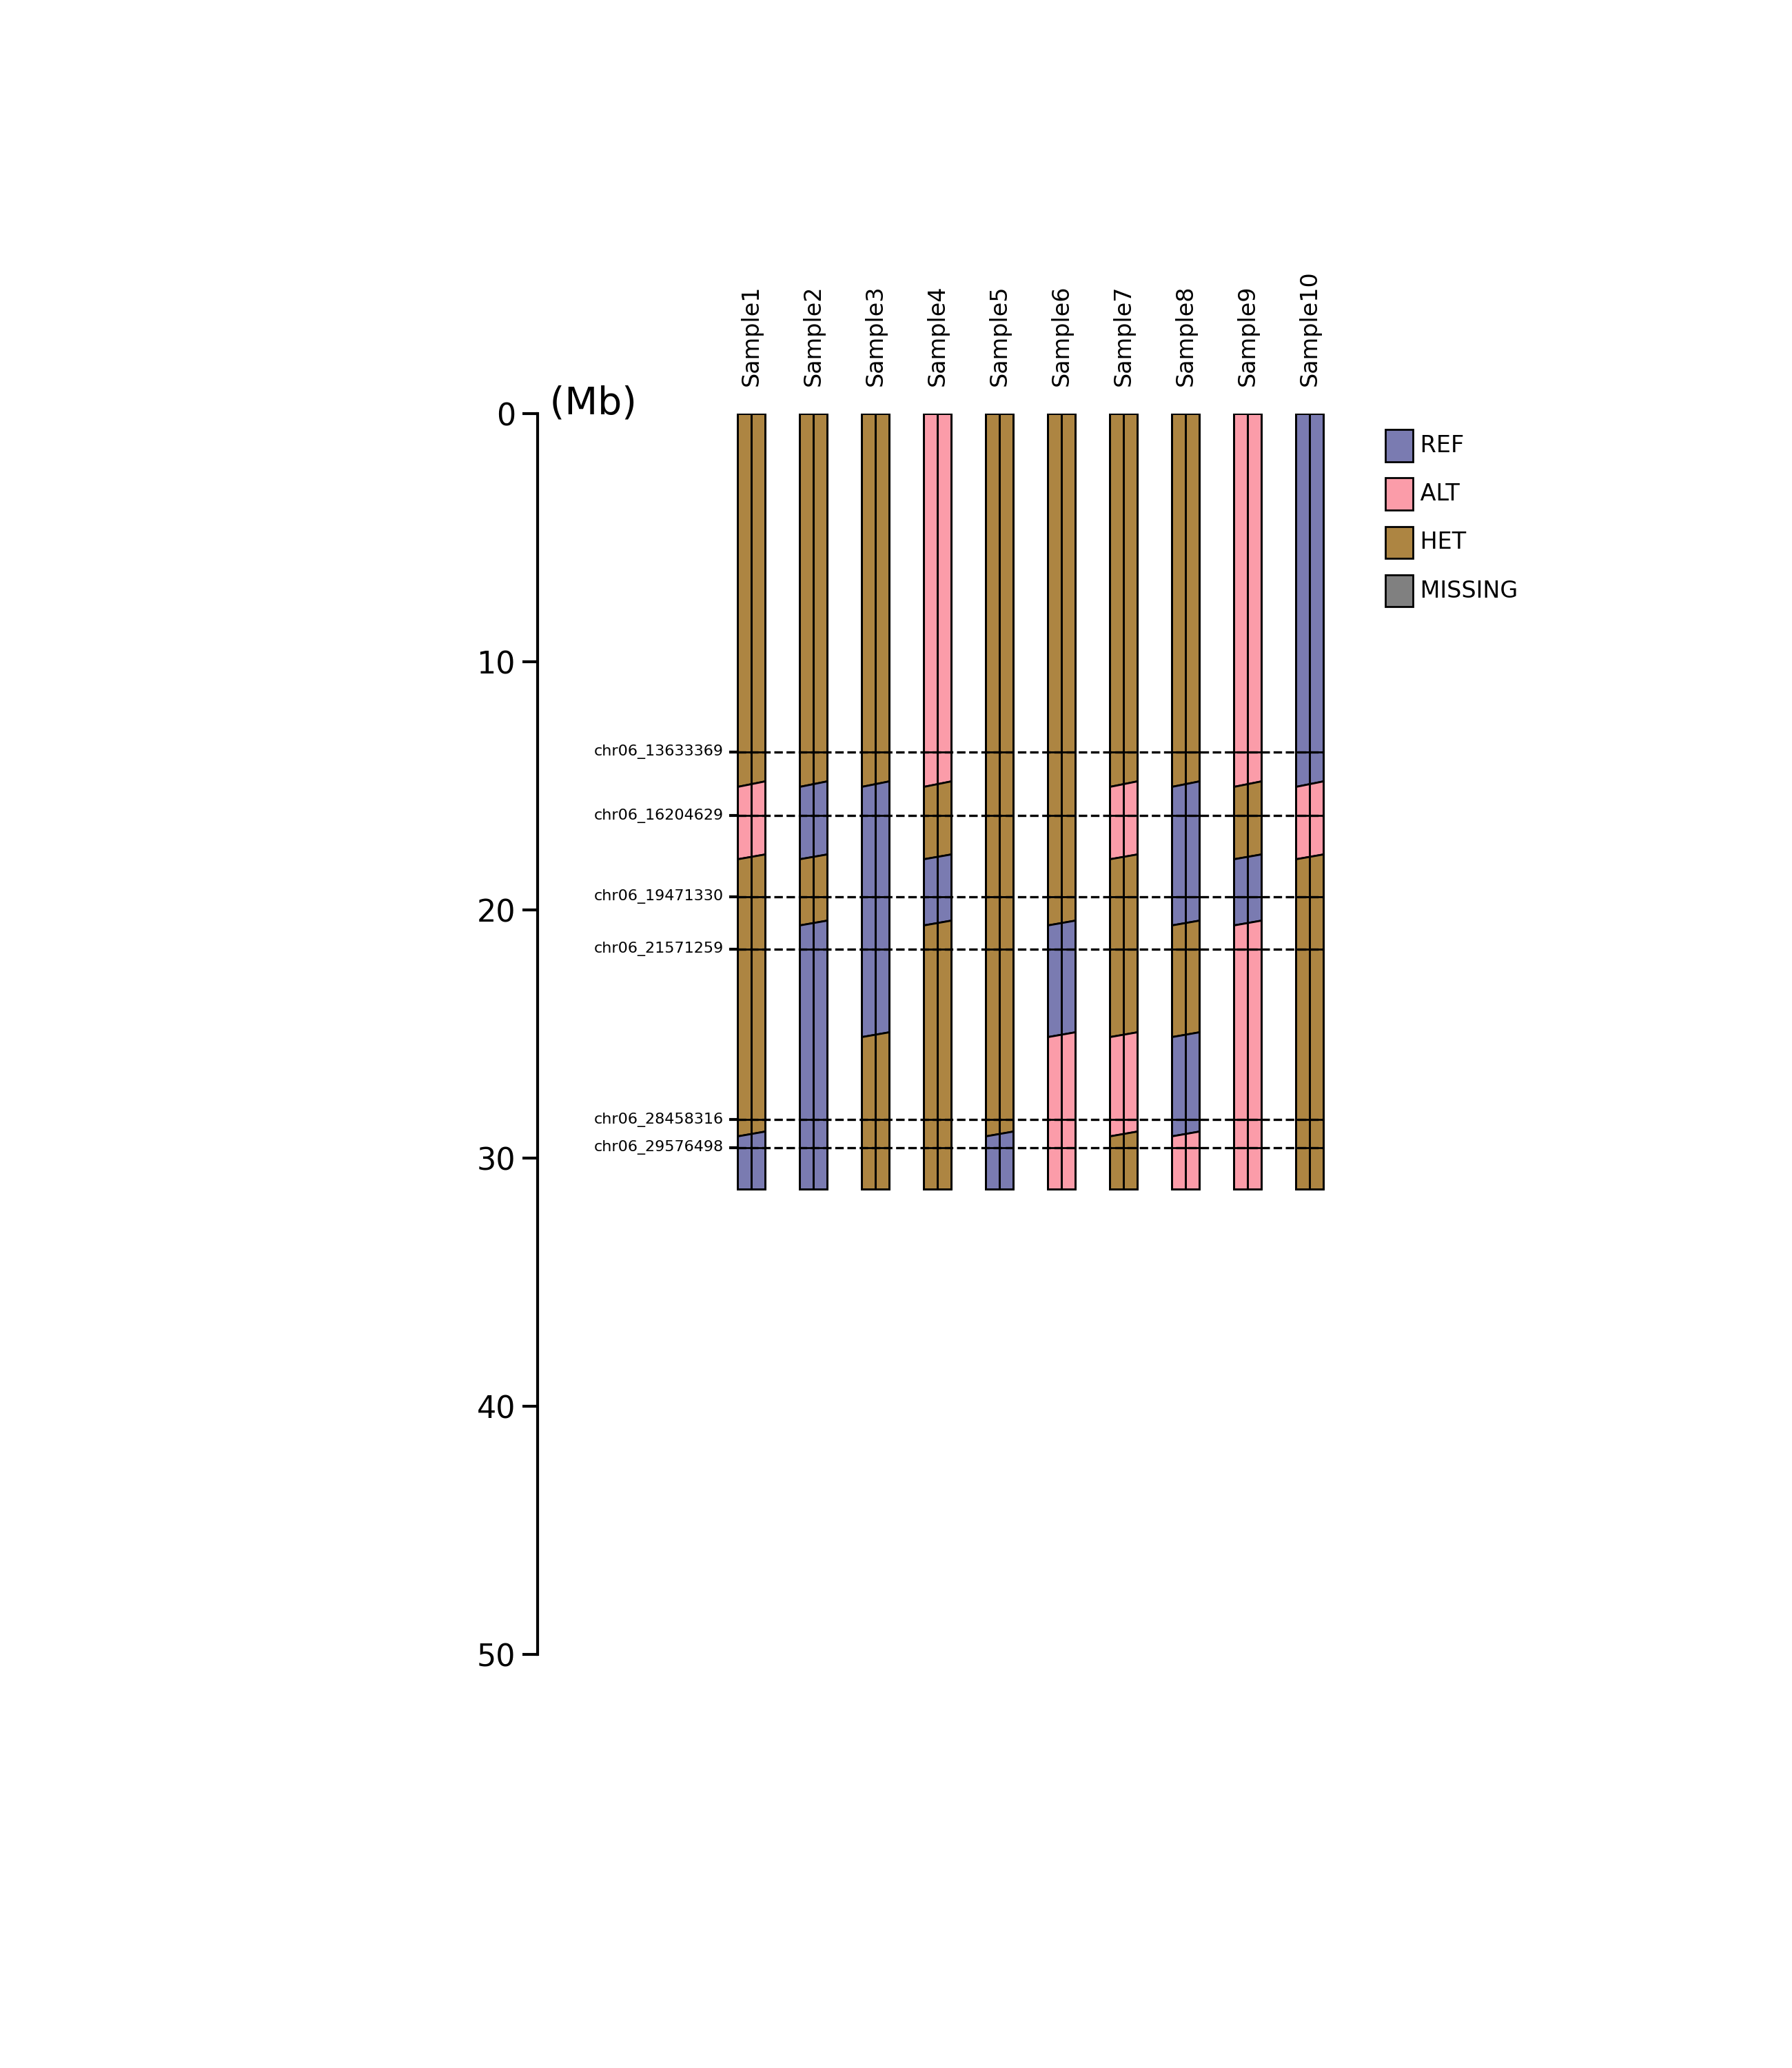 Sample1
Sample2
Sample3
Sample4
Sample5
Sample6
Sample7
Sample8
Sample9
Sample10
(Mb)
0
10
20
30
40
50
chr06_13633369
chr06_16204629
chr06_19471330
chr06_21571259
chr06_28458316
chr06_29576498
REF
ALT
HET
MISSING